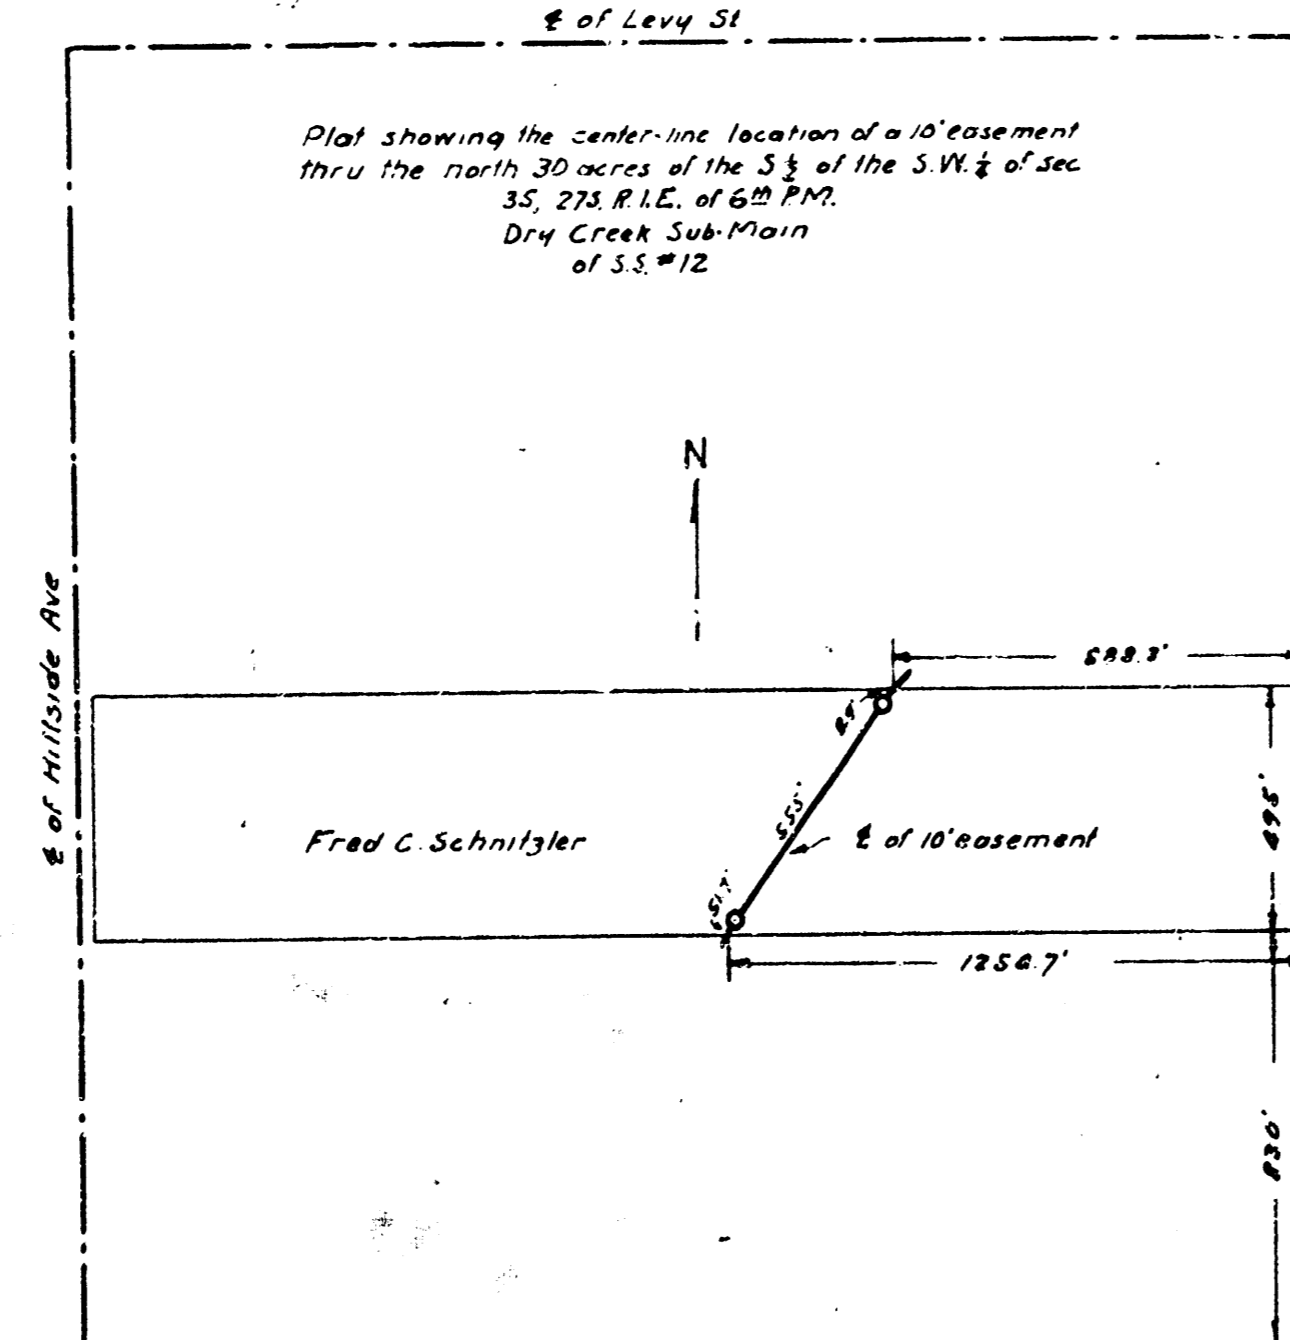 ℄ of Levy St
Plat showing the center-line location of a 10' easement
thru the north 30 acres of the S ½ of the S.W. ¼ of sec
35, 27S. R.1.E. of 6th P.M.
Dry Creek Sub-Main
of S.S. #12
N
℄ of Hillside Ave
555'
Fred C. Schnitzler
℄ of 10' easement
495'
51.7'
830'